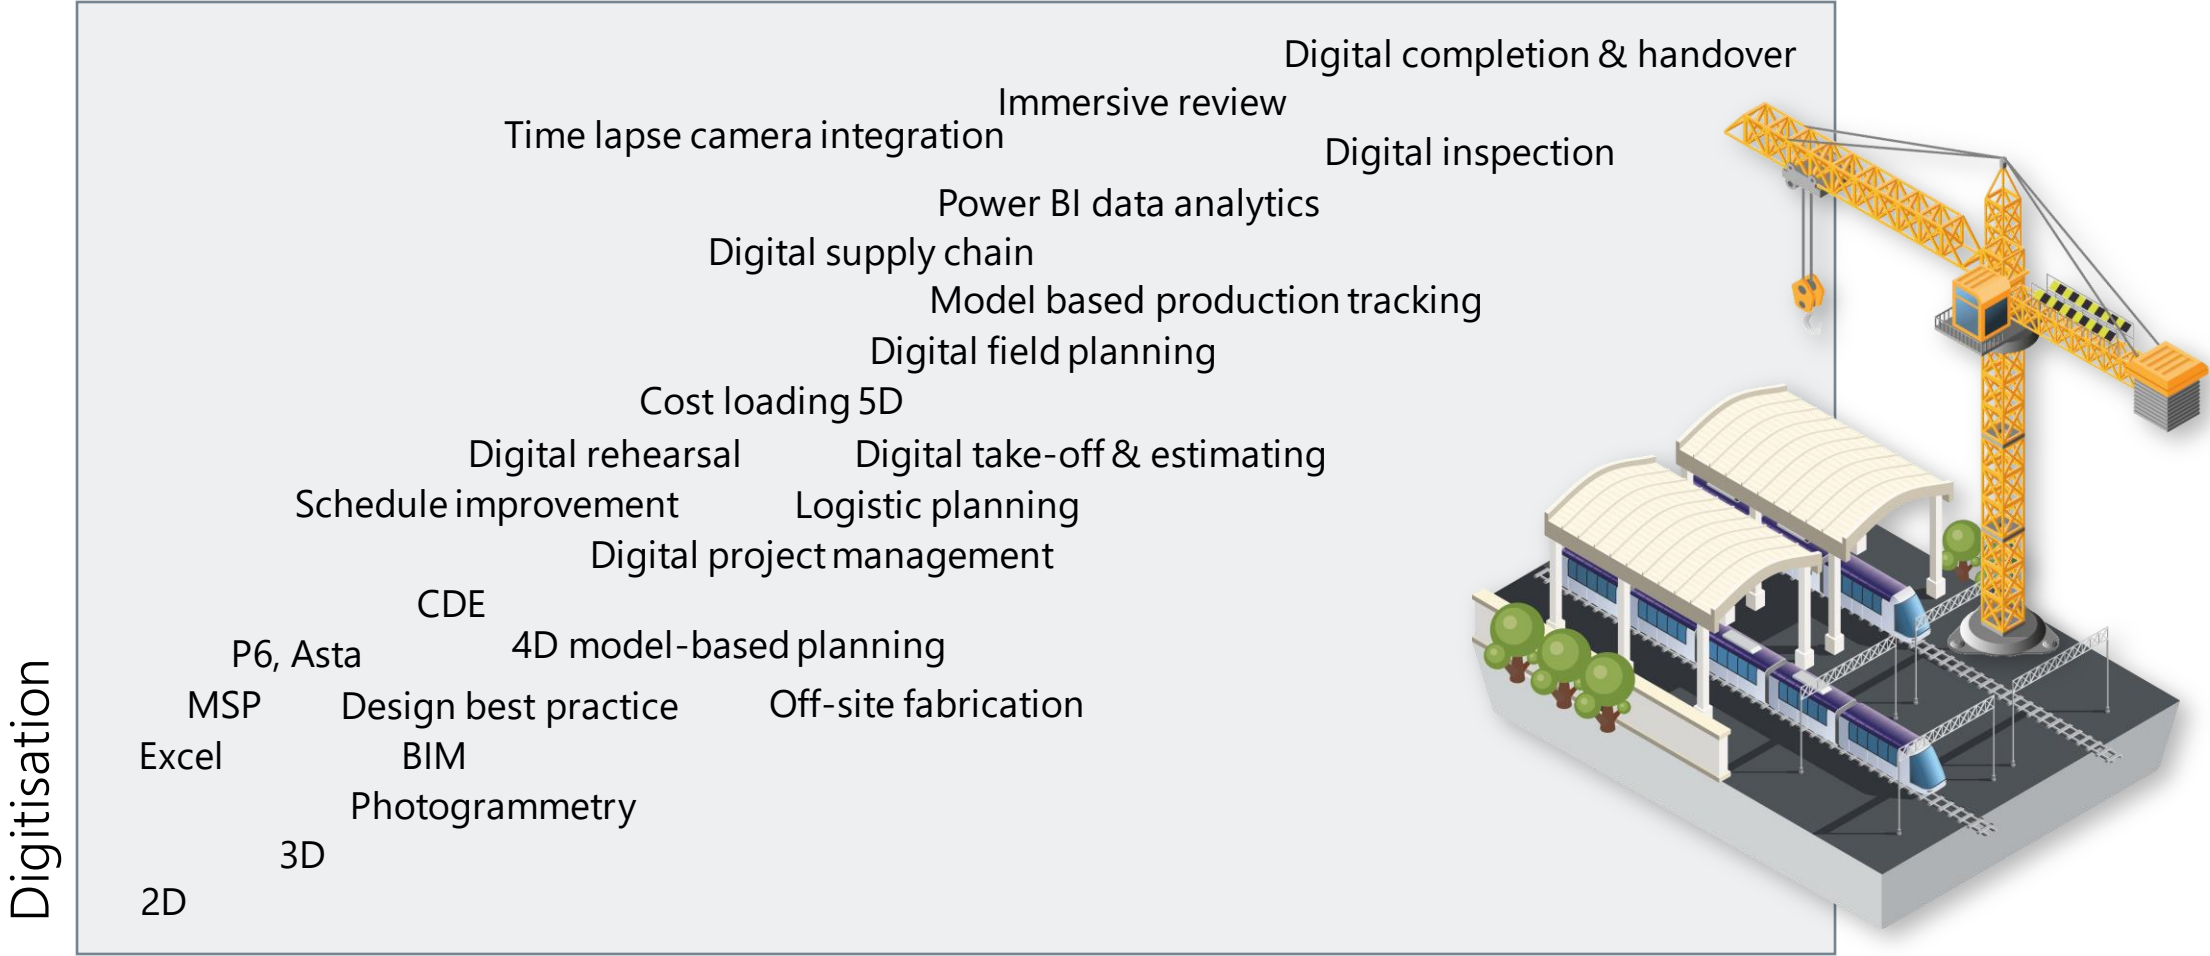 Digital completion & handover
Immersive review
Time lapse camera integration
Digital inspection
Power BI data analytics
Digital supply chain
Model based production tracking
Digital field planning
Cost loading 5D
Digital rehearsal
Digital take-off & estimating
Schedule improvement
Logistic planning
Digital project management
CDE
4D model-based planning
P6, Asta
MSP
Design best practice
Off-site fabrication
Excel
BIM
Photogrammetry
3D
2D
Digitisation